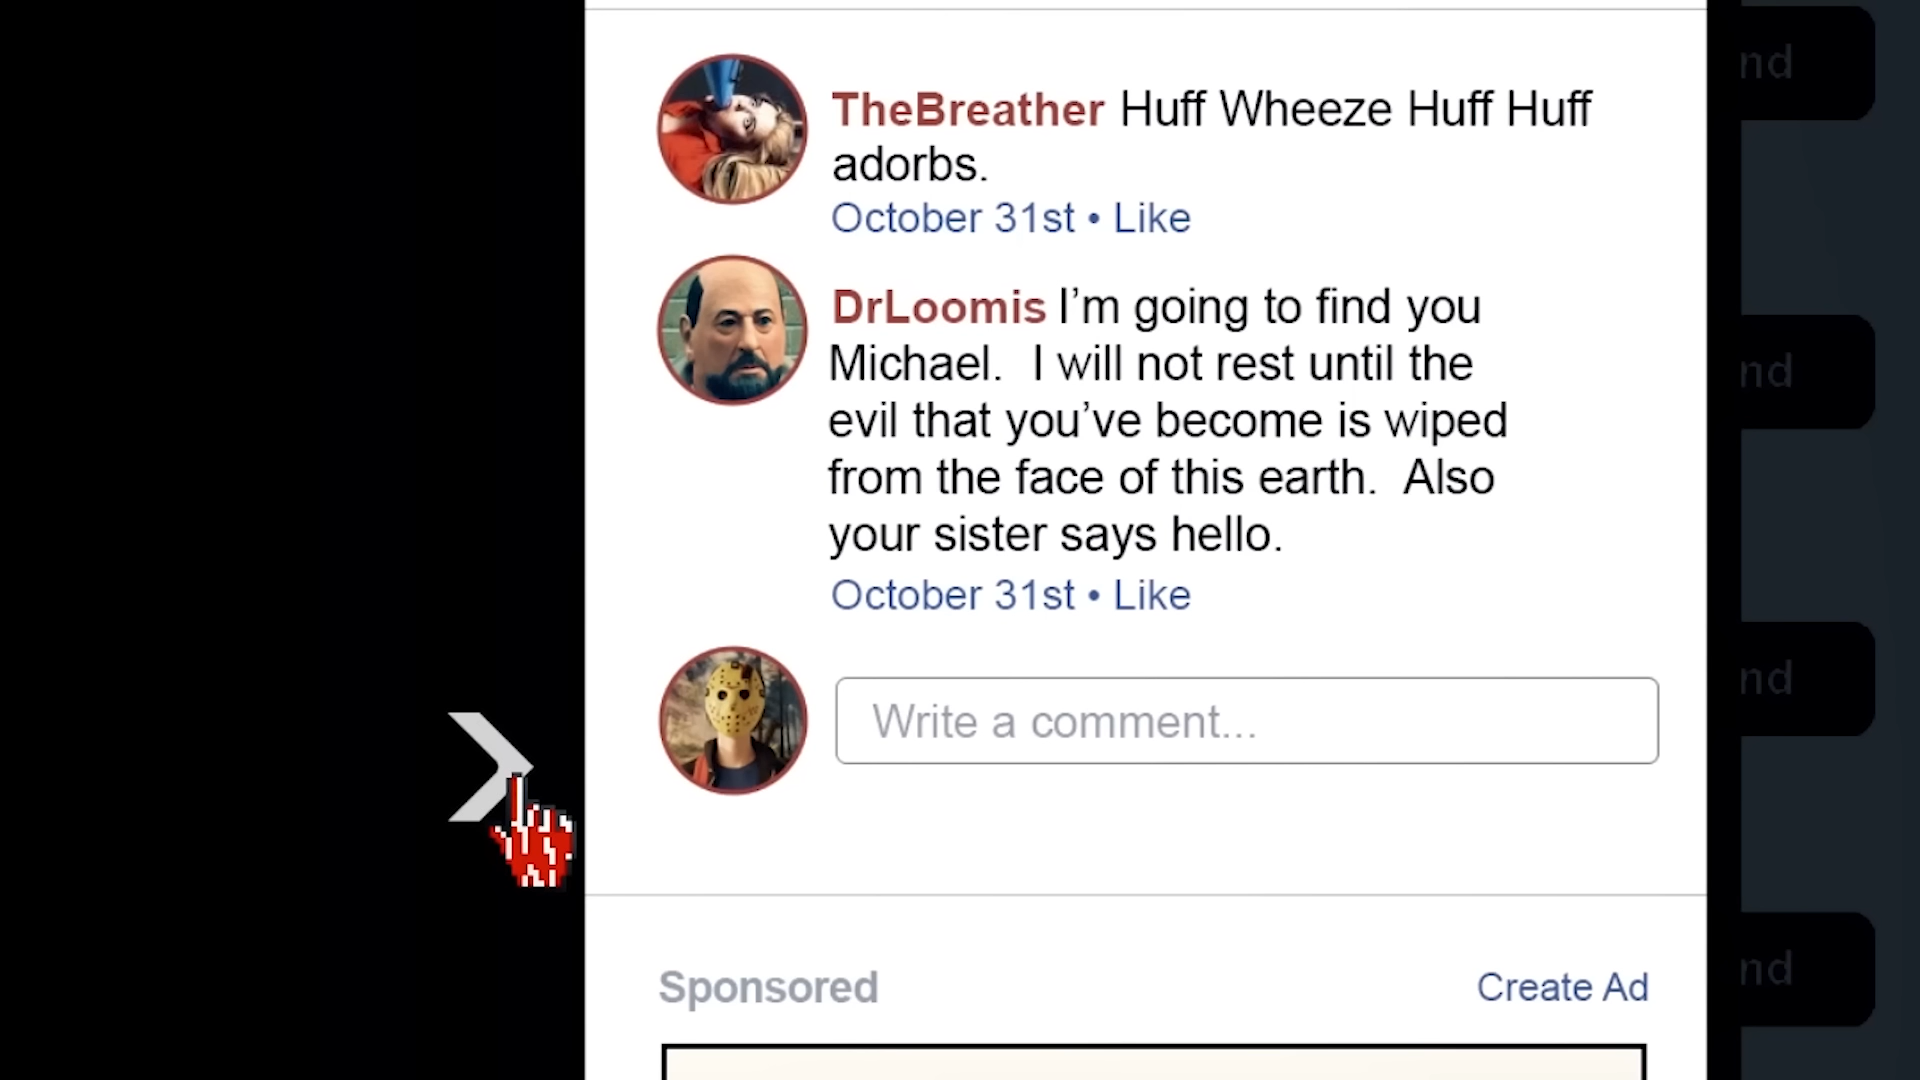 TheBreather Huff Wheeze Huff Huff
adorbs.
October 31st • Like
DrLoomis I’m going to find you
Michael.  I will not rest until the
evil that you’ve become is wiped
from the face of this earth.  Also
your sister says hello.
October 31st • Like
Write a comment...
Sponsored
Create Ad
nd
nd
nd
nd